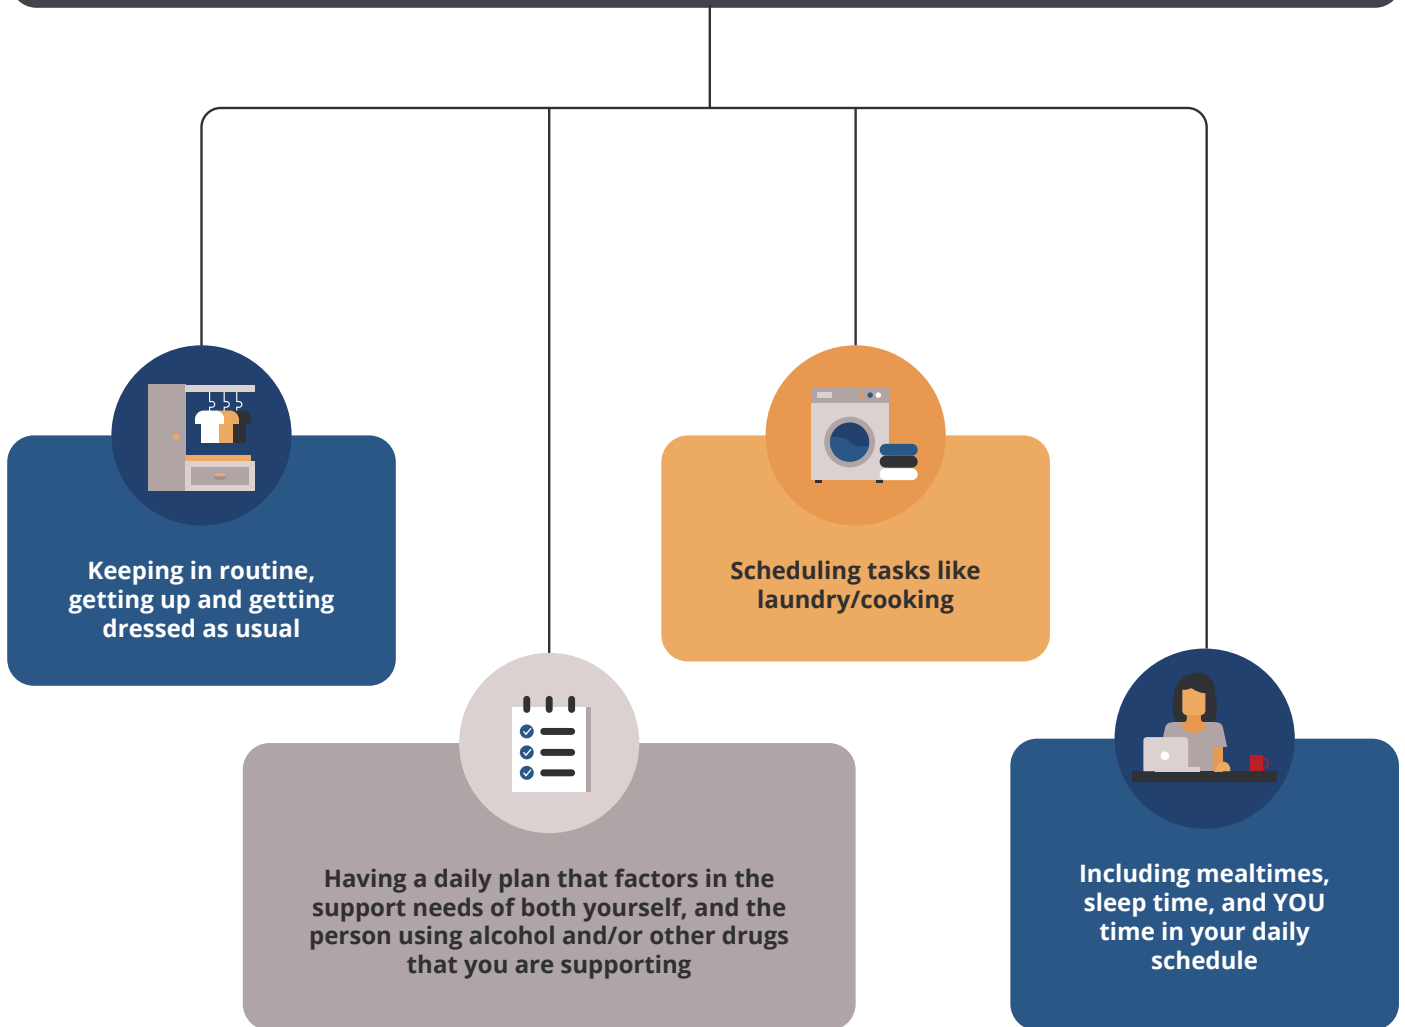 Keeping in routine,
getting up and getting
dressed as usual
Scheduling tasks like
laundry/cooking
Having a daily plan that factors in the
support needs of both yourself, and the
person using alcohol and/or other drugs
that you are supporting
Including mealtimes,
sleep time, and YOU
time in your daily
schedule